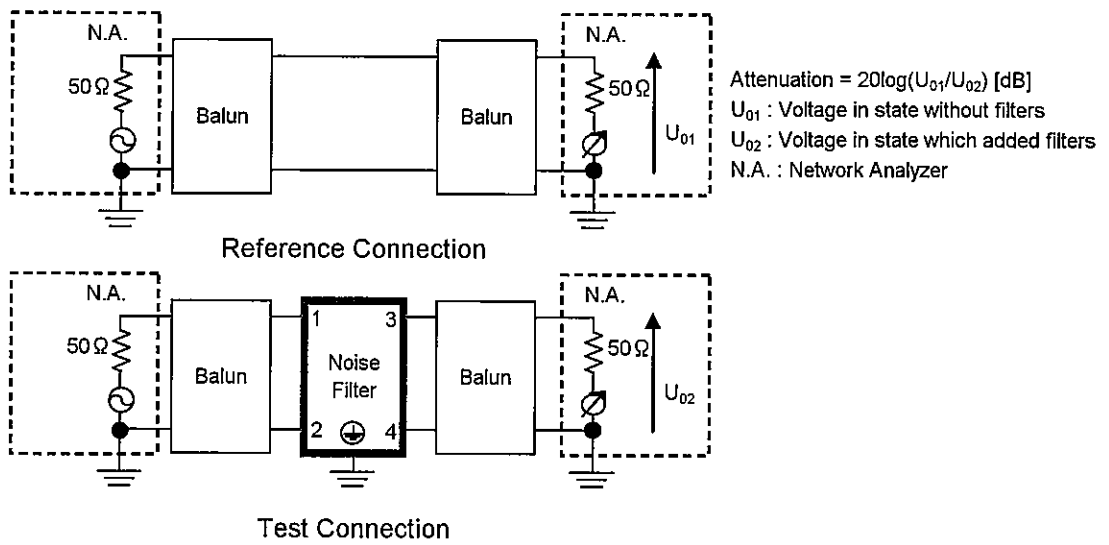 N.A.
50Ω
Balun
Balun
N.A.
50Ω
U01
Attenuation = 20log(U01/U02) [dB]
U01 : Voltage in state without filters
U02 : Voltage in state which added filters
N.A. : Network Analyzer
Reference Connection
N.A.
50Ω
Balun
1 3
Noise
Filter
2 4
Balun
N.A.
50Ω
U02
Test Connection